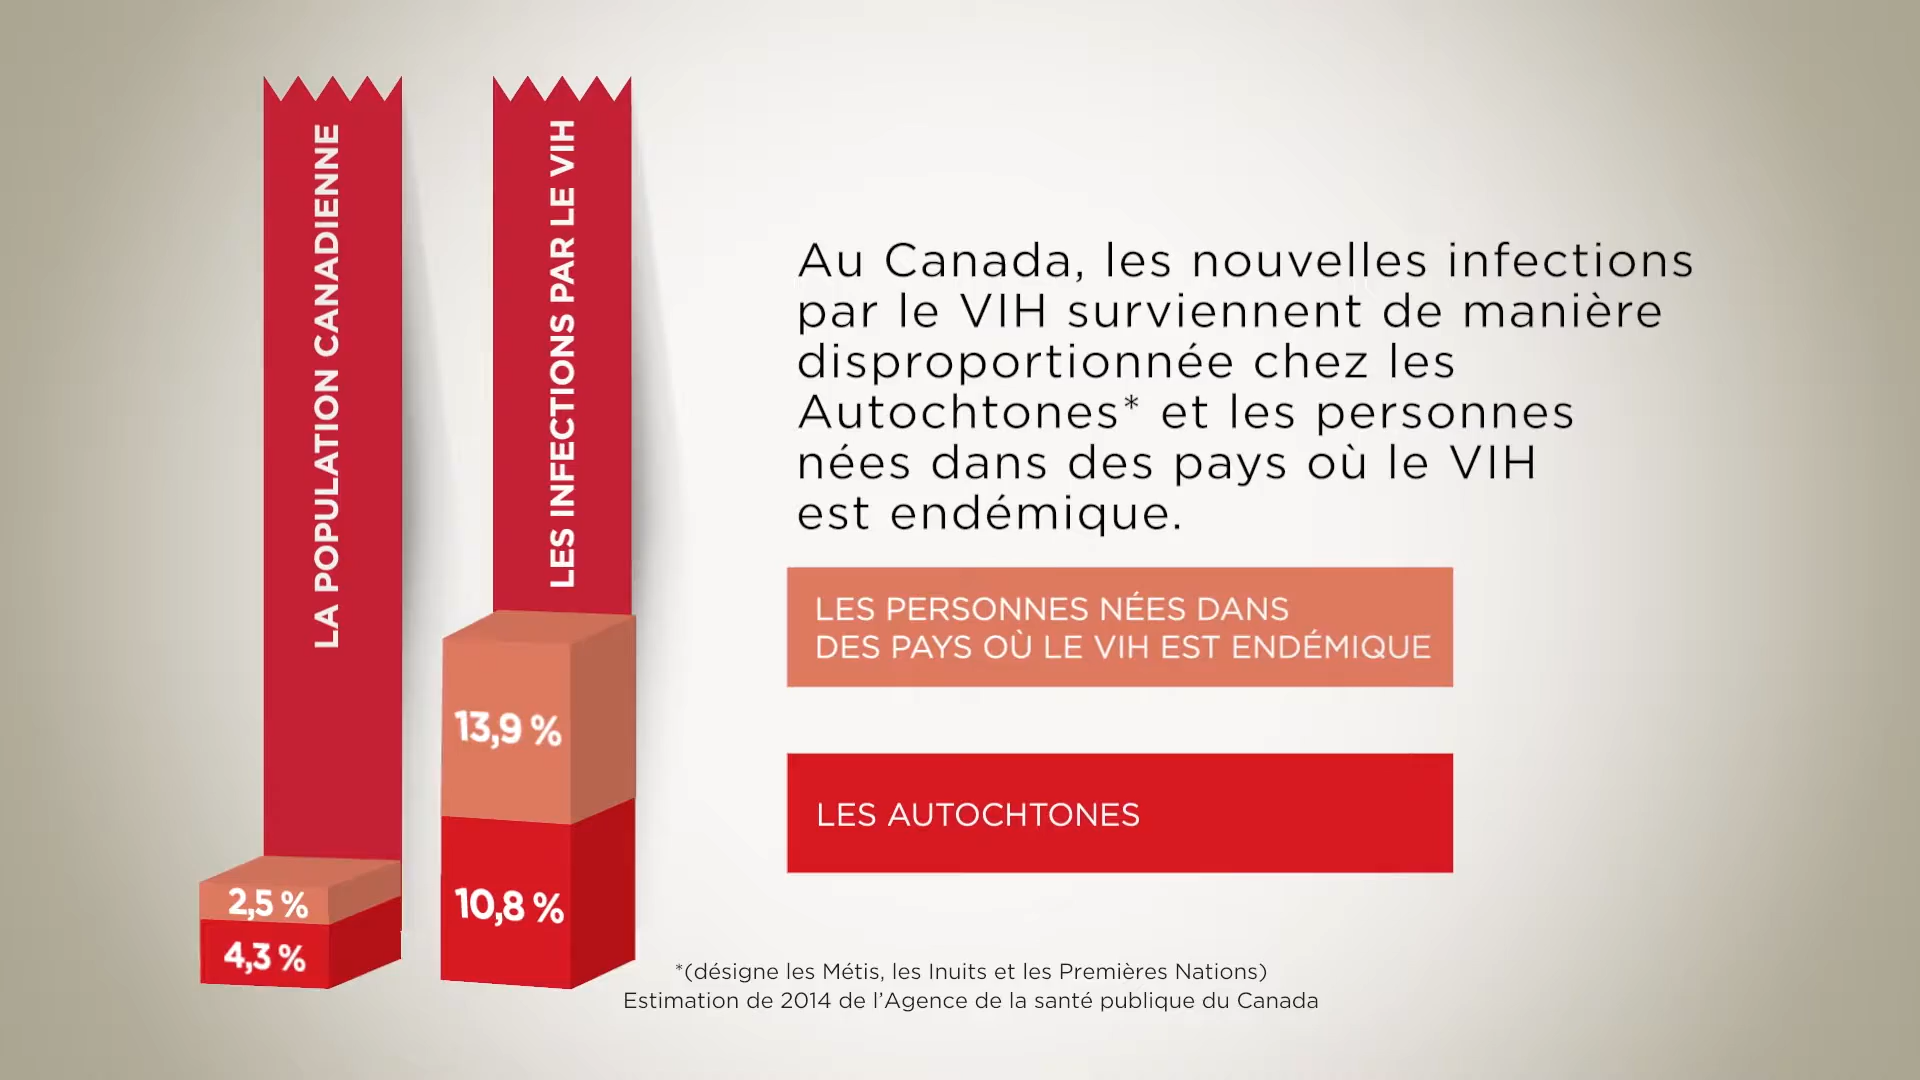 LA POPULATION CANADIENNE
LES INFECTIONS PAR LE VIH
2,5 %
4,3 %
13,9 %
10,8 %
Au Canada, les nouvelles infections
par le VIH surviennent de manière
disproportionnée chez les
Autochtones* et les personnes
nées dans des pays où le VIH
est endémique.
LES PERSONNES NÉES DANS
DES PAYS OÙ LE VIH EST ENDÉMIQUE
LES AUTOCHTONES
*(désigne les Métis, les Inuits et les Premières Nations)
Estimation de 2014 de l’Agence de la santé publique du Canada